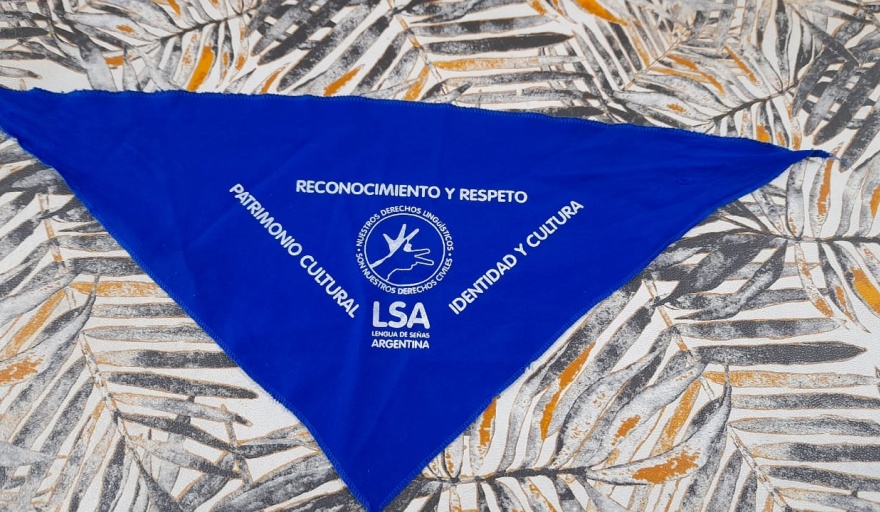 RECONOCIMIENTO Y RESPETO
PATRIMONIO CULTURAL
• NUESTROS DERECHOS LINGÜÍSTICOS •
SON NUESTROS DERECHOS CIVILES
IDENTIDAD Y CULTURA
LSA
LENGUA DE SEÑAS
ARGENTINA